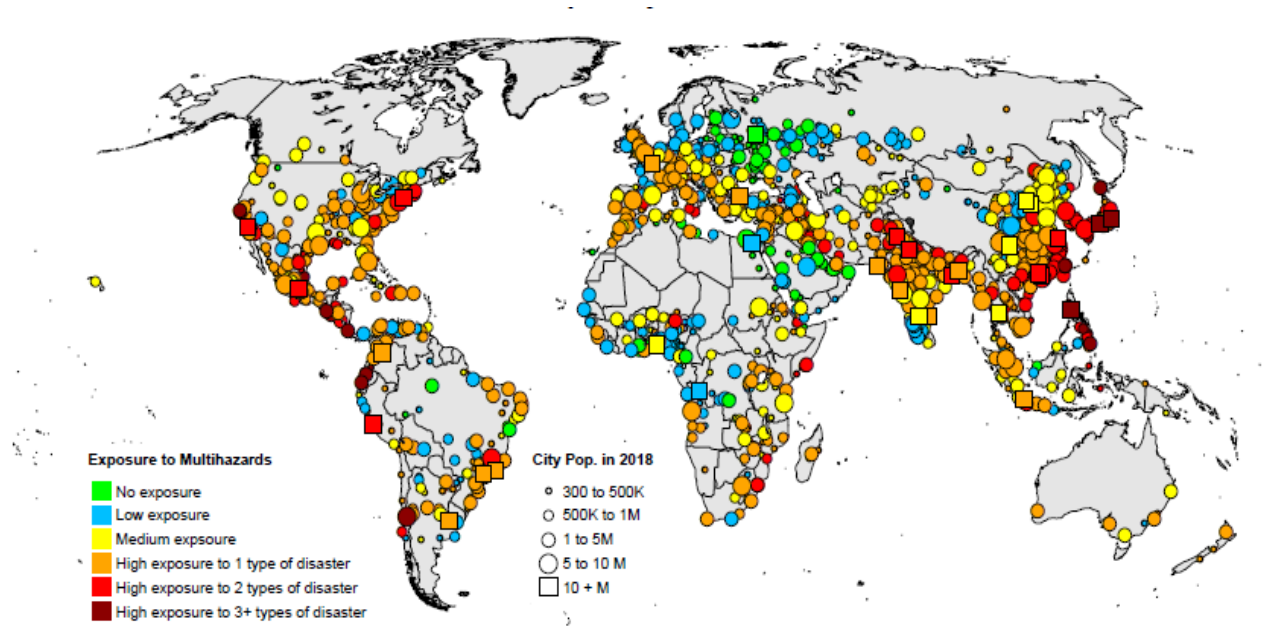 Exposure to Multihazards
No exposure
Low exposure
Medium expsoure
High exposure to 1 type of disaster
High exposure to 2 types of disaster
High exposure to 3+ types of disaster
City Pop. in 2018
300 to 500K
500K to 1M
1 to 5M
5 to 10 M
10 + M